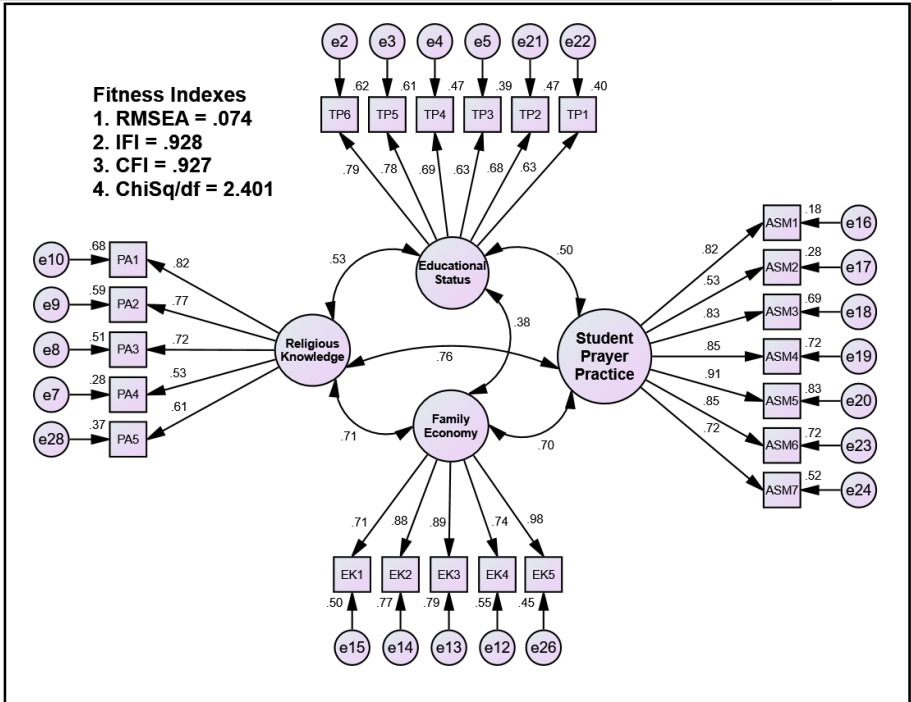 e2 e3 e4 e5 e21 e22
.62 .61 .47 .39 .47 .40
TP6 TP5 TP4 TP3 TP2 TP1
Fitness Indexes
1. RMSEA = .074
2. IFI = .928
3. CFI = .927
4. ChiSq/df = 2.401
.79 .78 .69 .63 .68 .63
Educational
Status
.53
.50
.38
e10 .68 PA1 .82
e9 .59 PA2 .77
e8 .51 PA3 .72
e7 .28 PA4 .53
e28 .37 PA5 .61
Religious
Knowledge
.76
Student
Prayer
Practice
.82 ASM1 .18 e16
.53 ASM2 .28 e17
.83 ASM3 .69 e18
.85 ASM4 .72 e19
.91 ASM5 .83 e20
.85 ASM6 .72 e23
.72 ASM7 .52 e24
.71
Family
Economy
.70
.71 .88 .89 .74 .98
EK1 EK2 EK3 EK4 EK5
.50 .77 .79 .55 .45
e15 e14 e13 e12 e26